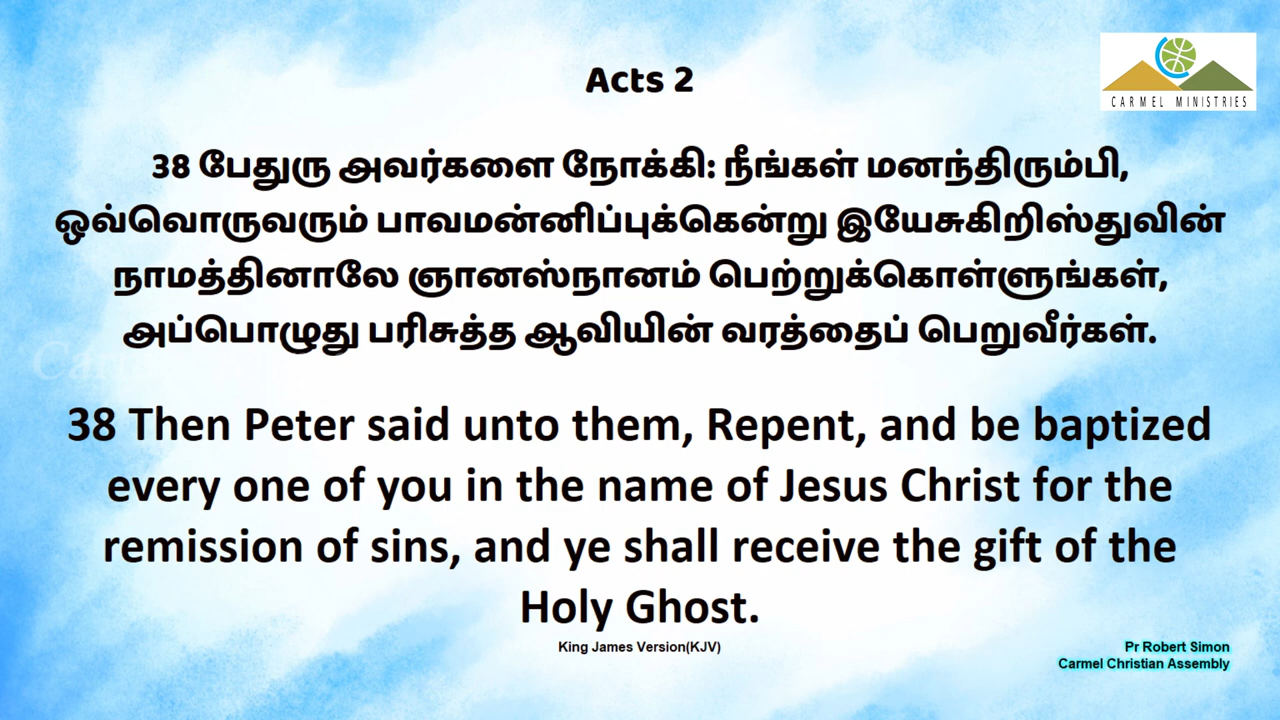 Acts 2
CARMEL MINISTRIES
38 பேதுரு அவர்களை நோக்கி: நீங்கள் மனந்திரும்பி,
ஒவ்வொருவரும் பாவமன்னிப்புக்கென்று இயேசுகிறிஸ்துவின்
நாமத்தினாலே ஞானஸ்நானம் பெற்றுக்கொள்ளுங்கள்,
அப்பொழுது பரிசுத்த ஆவியின் வரத்தைப் பெறுவீர்கள்.
38 Then Peter said unto them, Repent, and be baptized
every one of you in the name of Jesus Christ for the
remission of sins, and ye shall receive the gift of the
Holy Ghost.
King James Version(KJV)
Pr Robert Simon
Carmel Christian Assembly